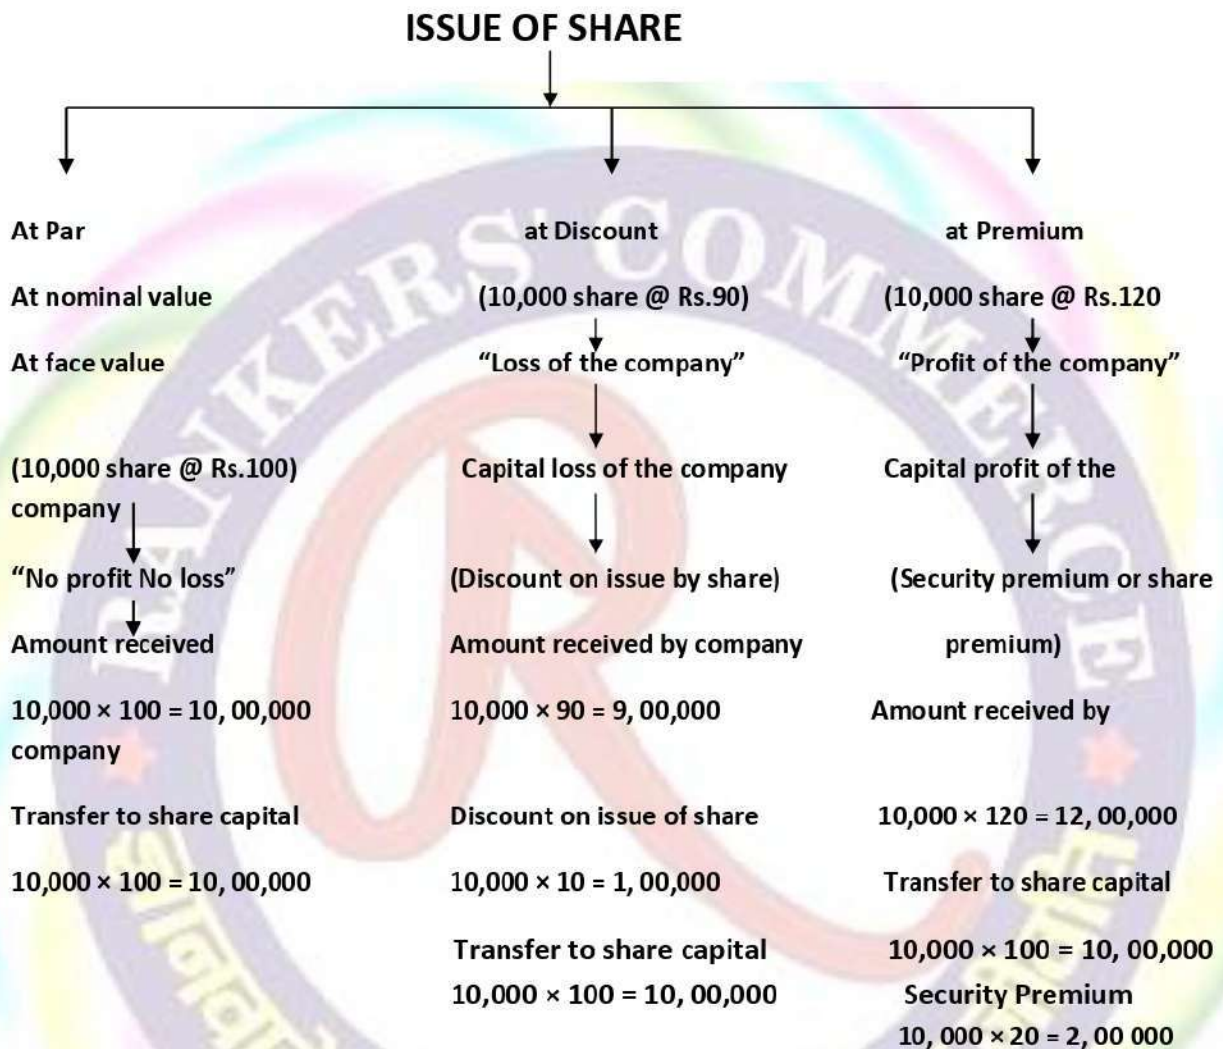 ISSUE OF SHARE
At Par at Discount at Premium
At nominal value (10,000 share @ Rs.90) (10,000 share @ Rs.120
At face value “Loss of the company” “Profit of the company”
(10,000 share @ Rs.100) Capital loss of the company Capital profit of the
company
“No profit No loss” (Discount on issue by share) (Security premium or share
Amount received Amount received by company premium)
10,000 × 100 = 10, 00,000 10,000 × 90 = 9, 00,000 Amount received by
company
Transfer to share capital Discount on issue of share 10,000 × 120 = 12, 00,000
10,000 × 100 = 10, 00,000 10,000 × 10 = 1, 00,000 Transfer to share capital
Transfer to share capital 10,000 × 100 = 10, 00,000
10,000 × 100 = 10, 00,000 Security Premium
10, 000 × 20 = 2, 00 000
RANKERS' COMMERCE
R